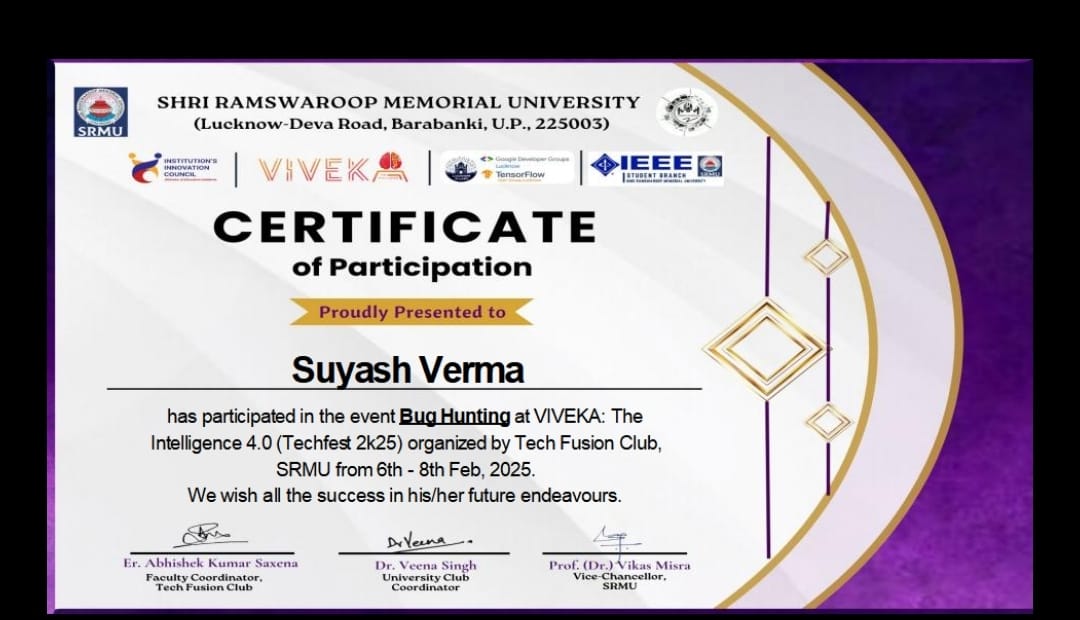 SHRI RAMSWAROOP MEMORIAL UNIVERSITY
(Lucknow-Deva Road, Barabanki, U.P., 225003)
SRMU
INSTITUTION'S
INNOVATION
COUNCIL
VIVEKA
Google Developer Groups
Lucknow
TensorFlow
IEEE
STUDENT BRANCH
SHRI RAMSWAROOP MEMORIAL UNIVERSITY
CERTIFICATE
of Participation
Proudly Presented to
Suyash Verma
has participated in the event Bug Hunting at VIVEKA: The
Intelligence 4.0 (Techfest 2k25) organized by Tech Fusion Club,
SRMU from 6th - 8th Feb, 2025.
We wish all the success in his/her future endeavours.
Dr Veena
Er. Abhishek Kumar Saxena
Faculty Coordinator,
Tech Fusion Club
Dr. Veena Singh
University Club
Coordinator
Prof. (Dr.) Vikas Misra
Vice-Chancellor,
SRMU